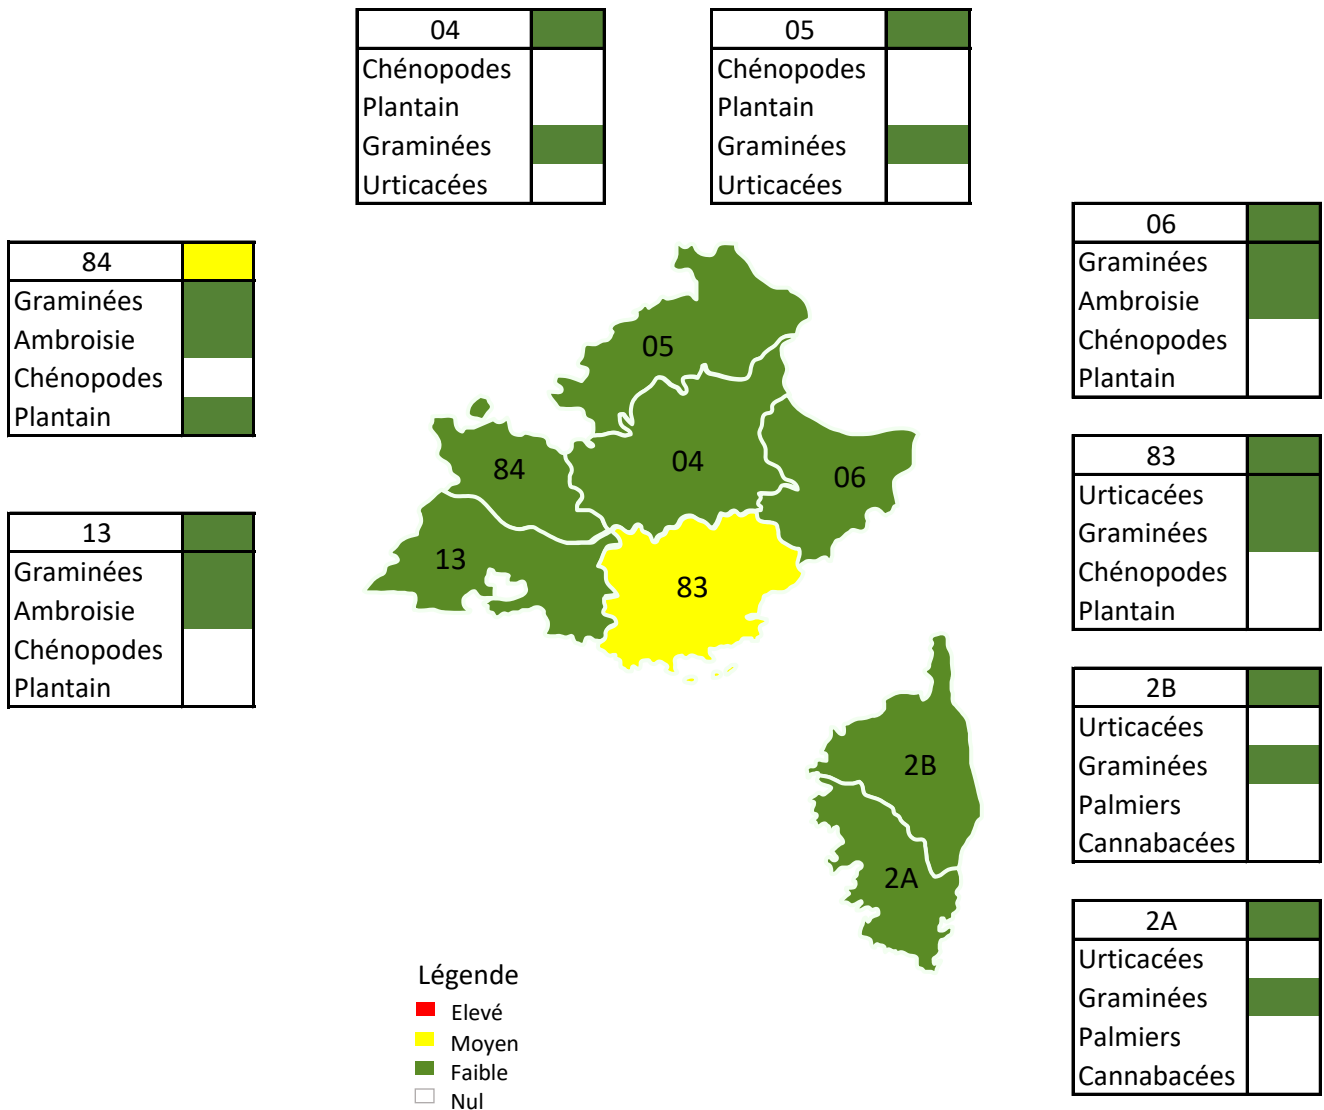 04
Chénopodes
Plantain
Graminées
Urticacées
05
Chénopodes
Plantain
Graminées
Urticacées
84
Graminées
Ambroisie
Chénopodes
Plantain
13
Graminées
Ambroisie
Chénopodes
Plantain
05
04
84
06
13
83
2B
2A
06
Graminées
Ambroisie
Chénopodes
Plantain
83
Urticacées
Graminées
Chénopodes
Plantain
2B
Urticacées
Graminées
Palmiers
Cannabacées
2A
Urticacées
Graminées
Palmiers
Cannabacées
Légende
Elevé
Moyen
Faible
Nul